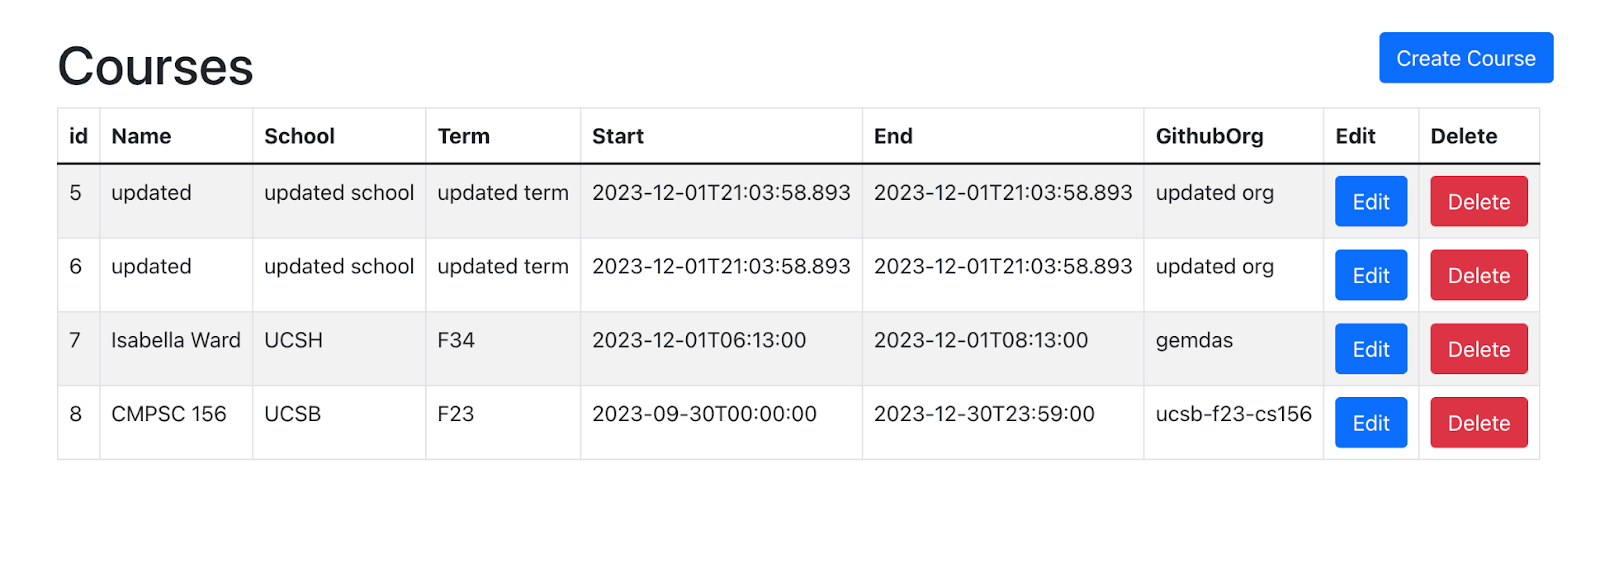 Courses
Create Course
id Name School Term Start End GithubOrg Edit Delete
5 updated updated school updated term 2023-12-01T21:03:58.893 2023-12-01T21:03:58.893 updated org Edit Delete
6 updated updated school updated term 2023-12-01T21:03:58.893 2023-12-01T21:03:58.893 updated org Edit Delete
7 Isabella Ward UCSH F34 2023-12-01T06:13:00 2023-12-01T08:13:00 gemdas Edit Delete
8 CMPSC 156 UCSB F23 2023-09-30T00:00:00 2023-12-30T23:59:00 ucsb-f23-cs156 Edit Delete